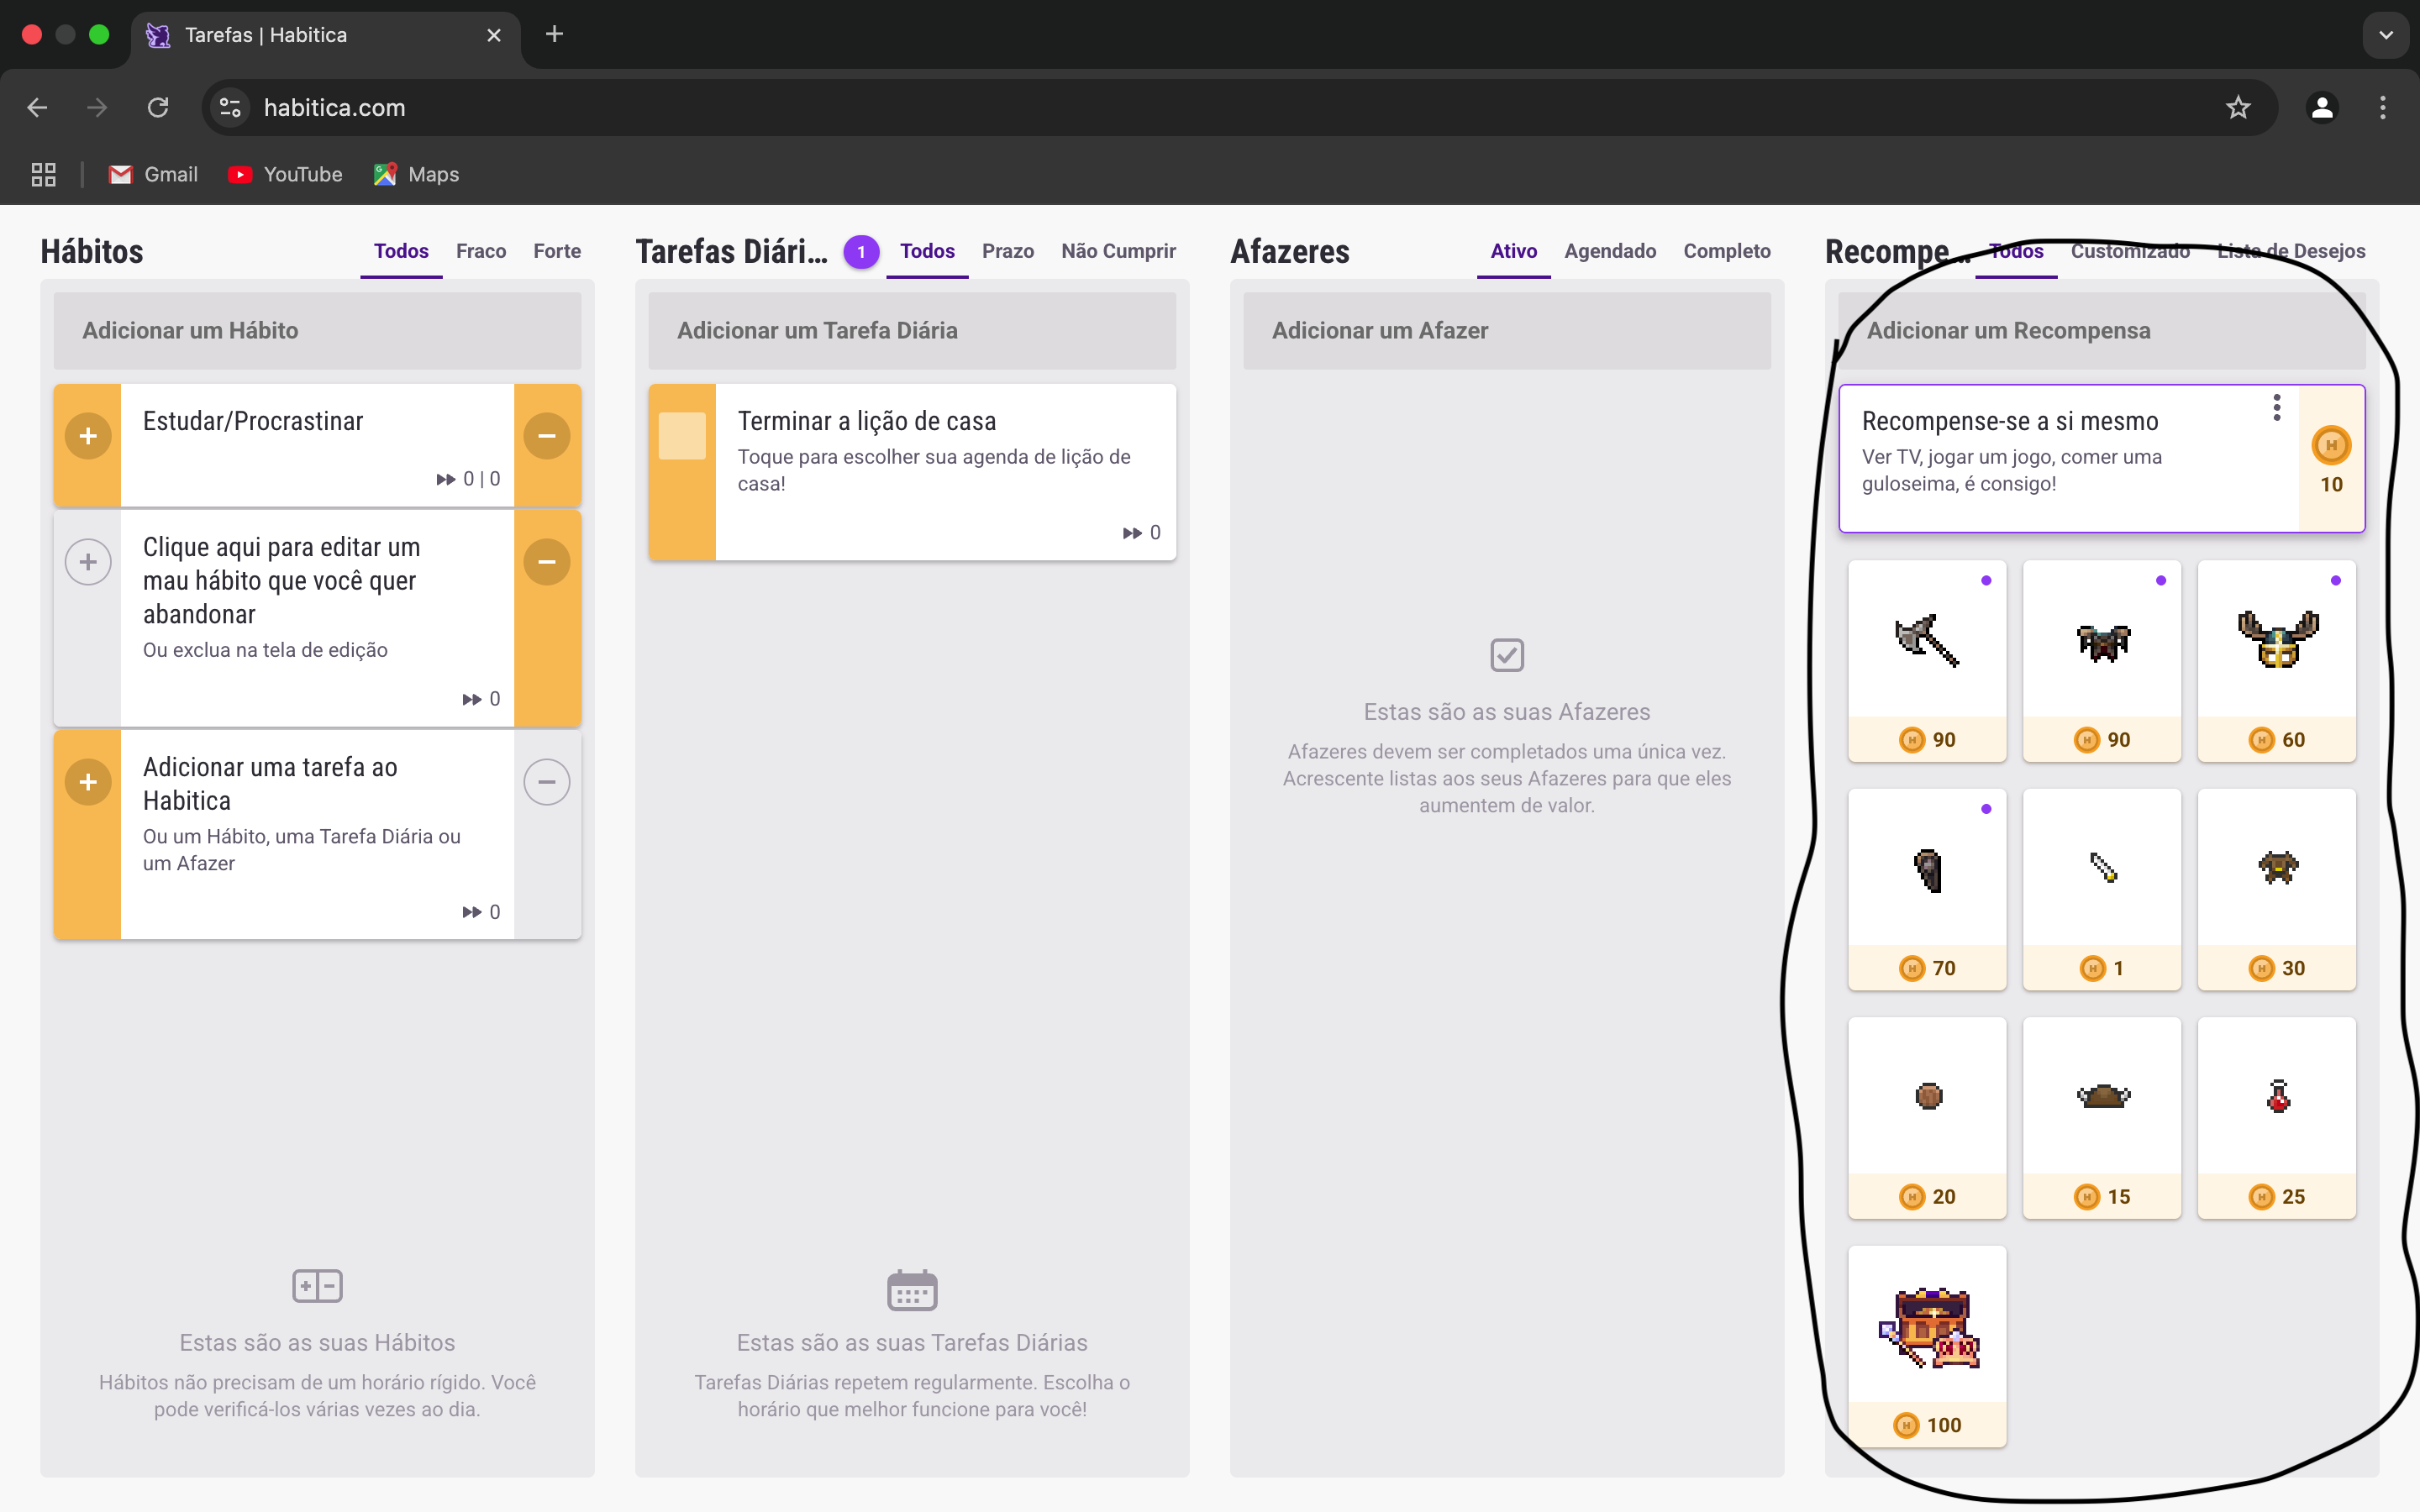 Tarefas | Habitica
habitica.com
Gmail
YouTube
Maps
Hábitos
Todos
Fraco
Forte
Adicionar um Hábito
Estudar/Procrastinar
0 | 0
Clique aqui para editar um
mau hábito que você quer
abandonar
Ou exclua na tela de edição
0
Adicionar uma tarefa ao
Habitica
Ou um Hábito, uma Tarefa Diária ou
um Afazer
0
Estas são as suas Hábitos
Hábitos não precisam de um horário rígido. Você
pode verificá-los várias vezes ao dia.
Tarefas Diári...
1
Todos
Prazo
Não Cumprir
Adicionar um Tarefa Diária
Terminar a lição de casa
Toque para escolher sua agenda de lição de
casa!
0
Estas são as suas Tarefas Diárias
Tarefas Diárias repetem regularmente. Escolha o
horário que melhor funcione para você!
Afazeres
Ativo
Agendado
Completo
Adicionar um Afazer
Estas são as suas Afazeres
Afazeres devem ser completados uma única vez.
Acrescente listas aos seus Afazeres para que eles
aumentem de valor.
Recompe...
Todos
Customizado
Lista de Desejos
Adicionar um Recompensa
Recompense-se a si mesmo
Ver TV, jogar um jogo, comer uma
guloseima, é consigo!
10
90
90
60
70
1
30
20
15
25
100